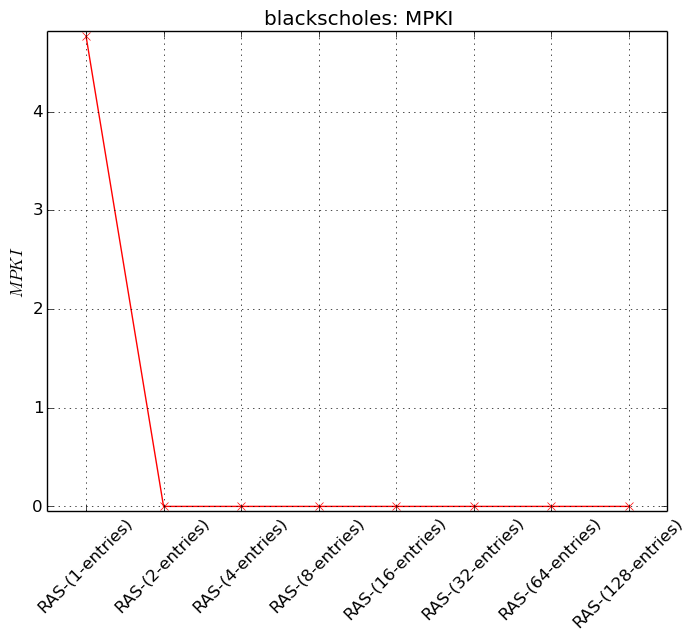 blackscholes: MPKI
MPKI
4
3
2
1
0
RAS-(1-entries)
RAS-(2-entries)
RAS-(4-entries)
RAS-(8-entries)
RAS-(16-entries)
RAS-(32-entries)
RAS-(64-entries)
RAS-(128-entries)